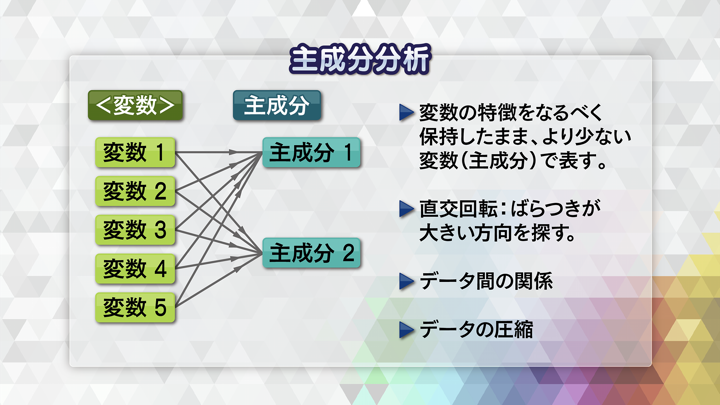 主成分分析
＜変数＞
主成分
変数 1
変数 2
変数 3
変数 4
変数 5
主成分 1
主成分 2
変数の特徴をなるべく
保持したまま、より少ない
変数（主成分）で表す。
直交回転：ばらつきが
大きい方向を探す。
データ間の関係
データの圧縮